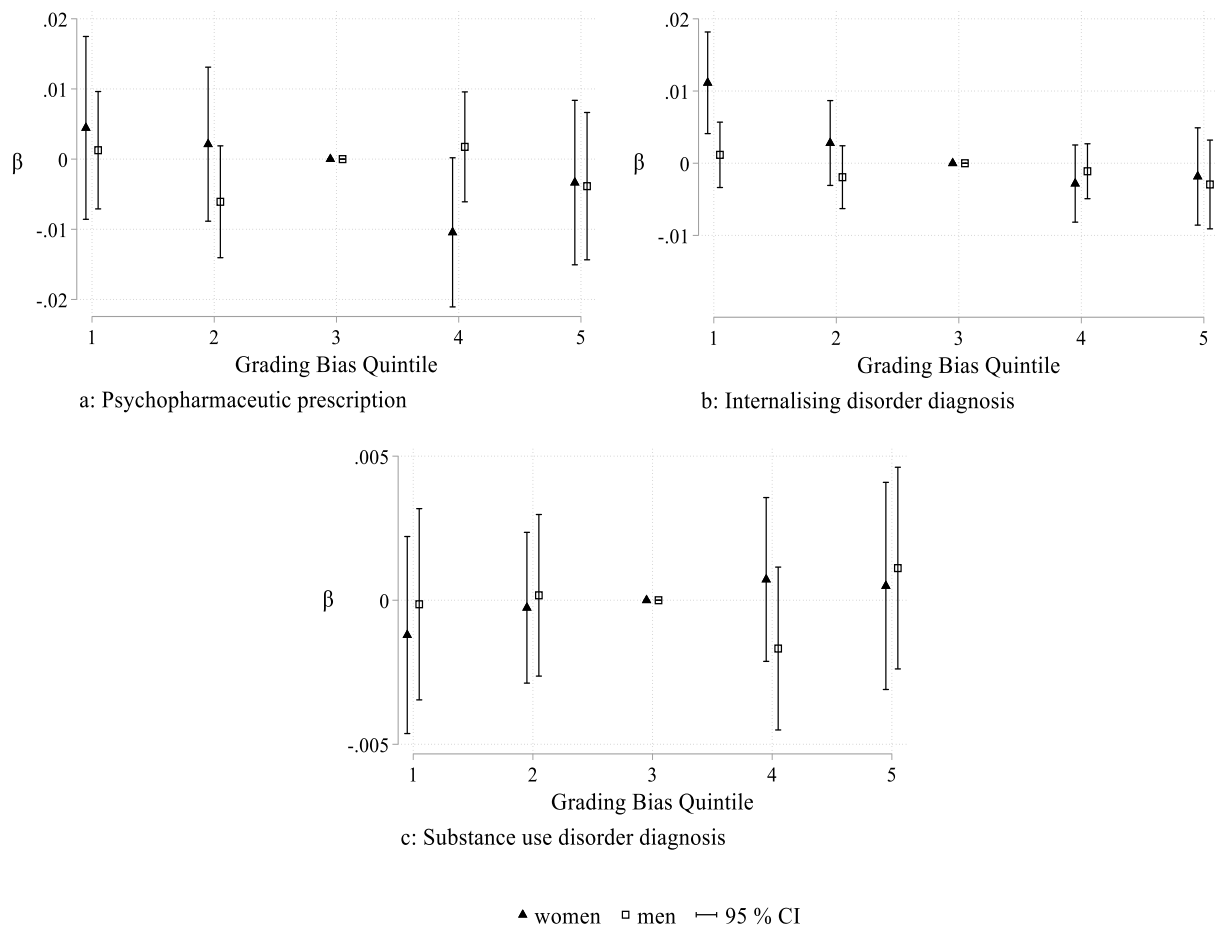 .02
.01
β
0
-.01
-.02
1 2 3 4 5
Grading Bias Quintile
a: Psychopharmaceutic prescription
.02
.01
β
0
-.01
1 2 3 4 5
Grading Bias Quintile
b: Internalising disorder diagnosis
.005
β
0
-.005
1 2 3 4 5
Grading Bias Quintile
c: Substance use disorder diagnosis
women men 95 % CI